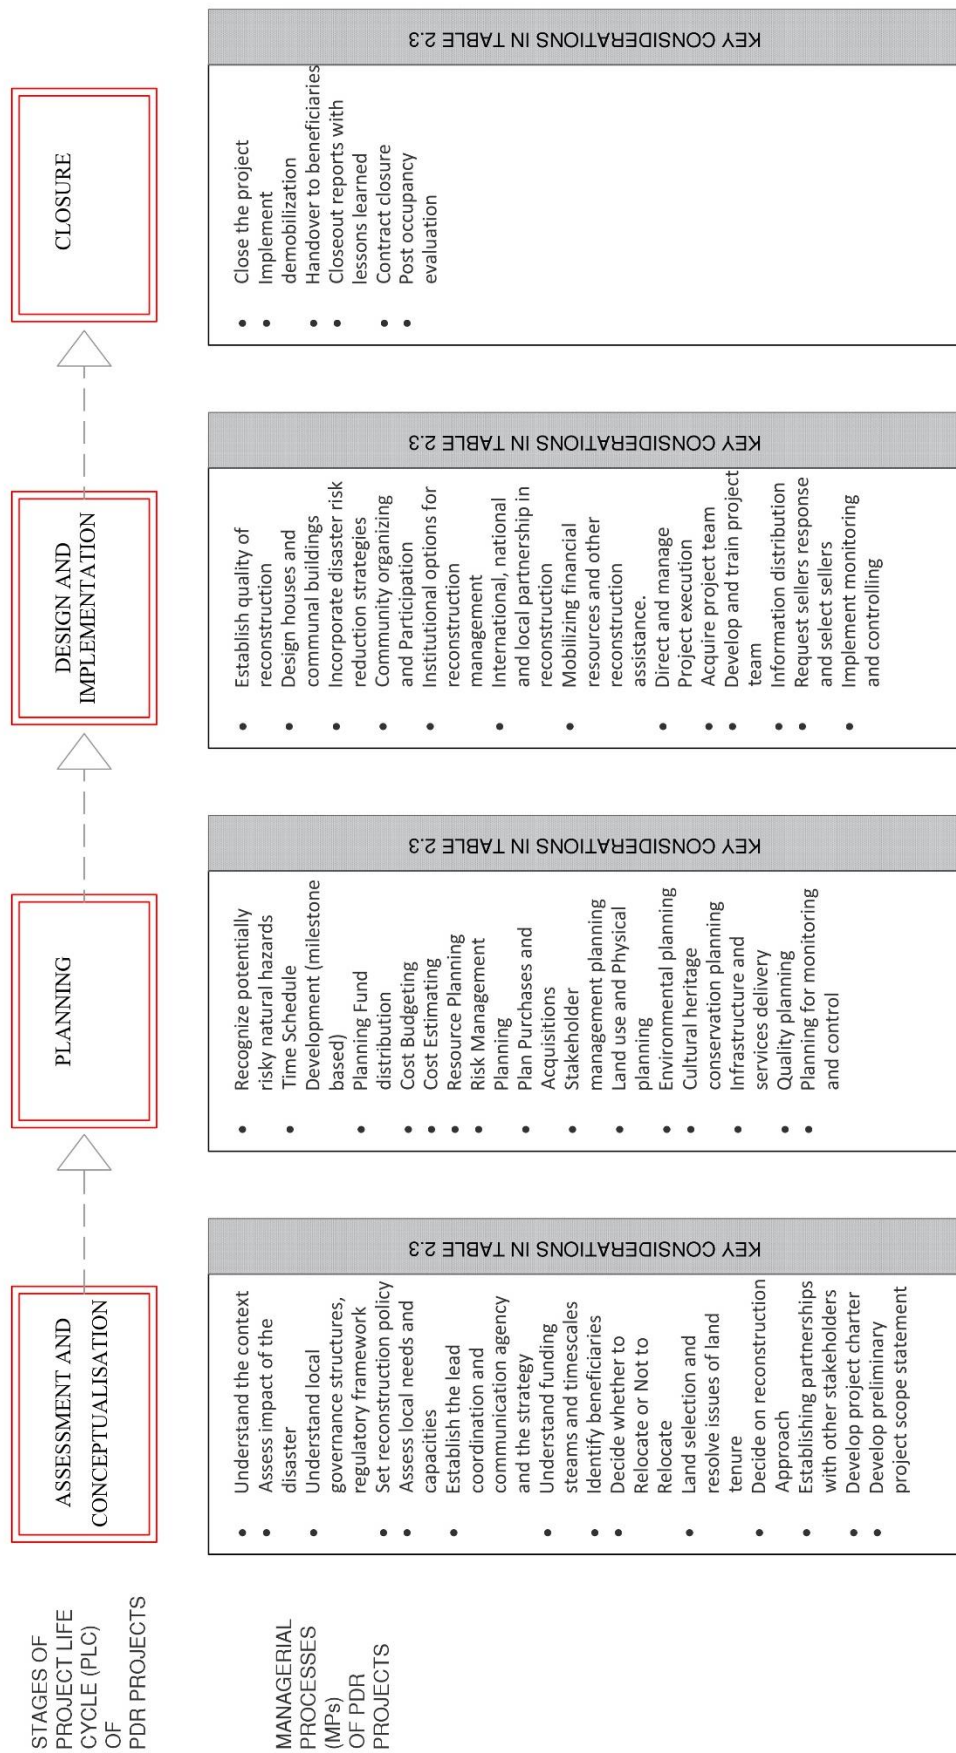 STAGES OF
PROJECT LIFE
CYCLE (PLC)
OF
PDR PROJECTS
ASSESSMENT AND
CONCEPTUALISATION
PLANNING
DESIGN AND
IMPLEMENTATION
CLOSURE
MANAGERIAL
PROCESSES
(MPs)
OF PDR
PROJECTS
• Understand the context
• Assess impact of the
disaster
• Understand local
governance structures,
regulatory framework
• Set reconstruction policy
• Assess local needs and
capacities
• Establish the lead
coordination and
communication agency
and the strategy
• Understand funding
steams and timescales
• Identify beneficiaries
• Decide whether to
Relocate or Not to
Relocate
• Land selection and
resolve issues of land
tenure
• Decide on reconstruction
Approach
• Establishing partnerships
with other stakeholders
• Develop project charter
• Develop preliminary
project scope statement
KEY CONSIDERATIONS IN TABLE 2.3
• Recognize potentially
risky natural hazards
• Time Schedule
Development (milestone
based)
• Planning Fund
distribution
• Cost Budgeting
• Cost Estimating
• Resource Planning
• Risk Management
Planning
• Plan Purchases and
Acquisitions
• Stakeholder
management planning
• Land use and Physical
planning
• Environmental planning
• Cultural heritage
conservation planning
• Infrastructure and
services delivery
• Quality planning
• Planning for monitoring
and control
KEY CONSIDERATIONS IN TABLE 2.3
• Establish quality of
reconstruction
• Design houses and
communal buildings
• Incorporate disaster risk
reduction strategies
• Community organizing
and Participation
• Institutional options for
reconstruction
management
• International, national
and local partnership in
reconstruction
• Mobilizing financial
resources and other
reconstruction
assistance.
• Direct and manage
Project execution
• Acquire project team
• Develop and train project
team
• Information distribution
• Request sellers response
and select sellers
• Implement monitoring
and controlling
KEY CONSIDERATIONS IN TABLE 2.3
• Close the project
• Implement
demobilization
• Handover to beneficiaries
• Closeout reports with
lessons learned
• Contract closure
• Post occupancy
evaluation
KEY CONSIDERATIONS IN TABLE 2.3